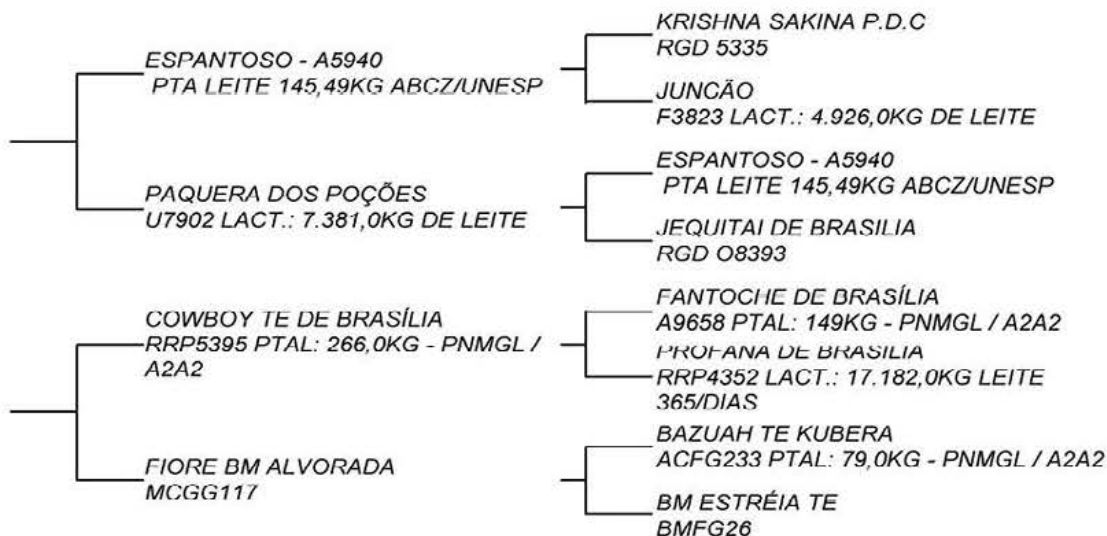 ESPANTOSO - A5940
PTA LEITE 145,49KG ABCZ/UNESP
PAQUERA DOS POÇÕES
U7902 LACT.: 7.381,0KG DE LEITE
COWBOY TE DE BRASÍLIA
RRP5395 PTAL: 266,0KG - PNMGL /
A2A2
FIORE BM ALVORADA
MCGG117
KRISHNA SAKINA P.D.C
RGD 5335
JUNCÃO
F3823 LACT.: 4.926,0KG DE LEITE
ESPANTOSO - A5940
PTA LEITE 145,49KG ABCZ/UNESP
JEQUITAI DE BRASILIA
RGD O8393
FANTOCHE DE BRASÍLIA
A9658 PTAL: 149KG - PNMGL / A2A2
PROFANA DE BRASILIA
RRP4352 LACT.: 17.182,0KG LEITE
365/DIAS
BAZUAH TE KUBERA
ACFG233 PTAL: 79,0KG - PNMGL / A2A2
BM ESTRÉIA TE
BMFG26